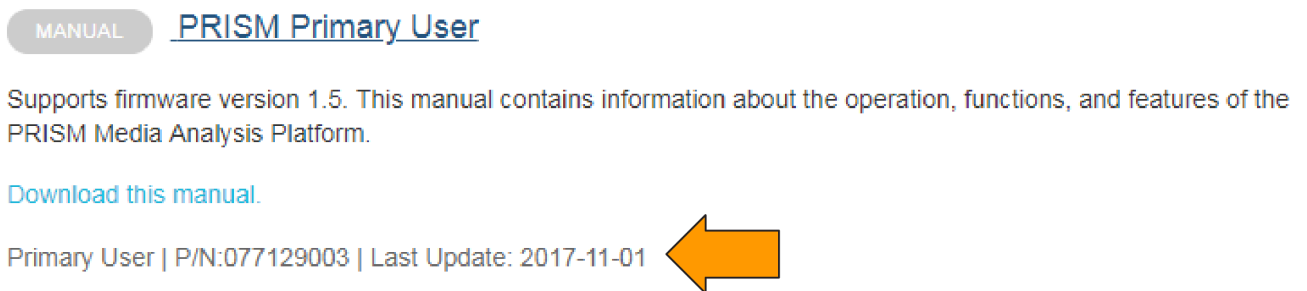 MANUAL PRISM Primary User
Supports firmware version 1.5. This manual contains information about the operation, functions, and features of the
PRISM Media Analysis Platform.
Download this manual.
Primary User | P/N:077129003 | Last Update: 2017-11-01